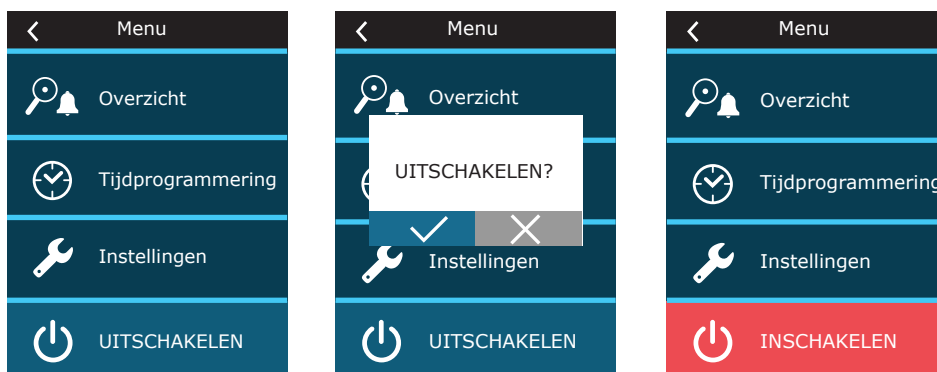 Menu
Overzicht
Tijdprogrammering
Instellingen
UITSCHAKELEN
Menu
Overzicht
UITSCHAKELEN?
Instellingen
UITSCHAKELEN
Menu
Overzicht
Tijdprogrammering
Instellingen
INSCHAKELEN